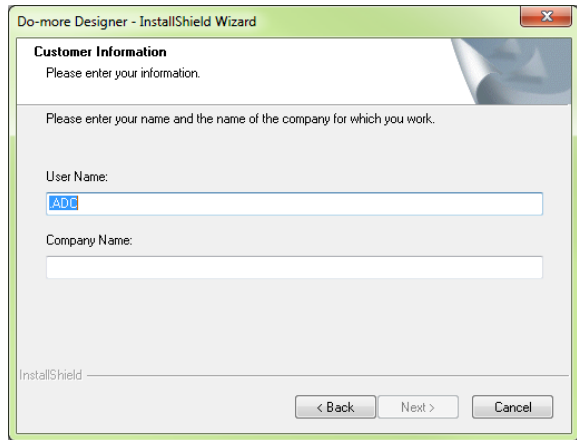 Do-more Designer - InstallShield Wizard
Customer Information
Please enter your information.
Please enter your name and the name of the company for which you work.
User Name:
.ADC
Company Name:
InstallShield
< Back
Next >
Cancel